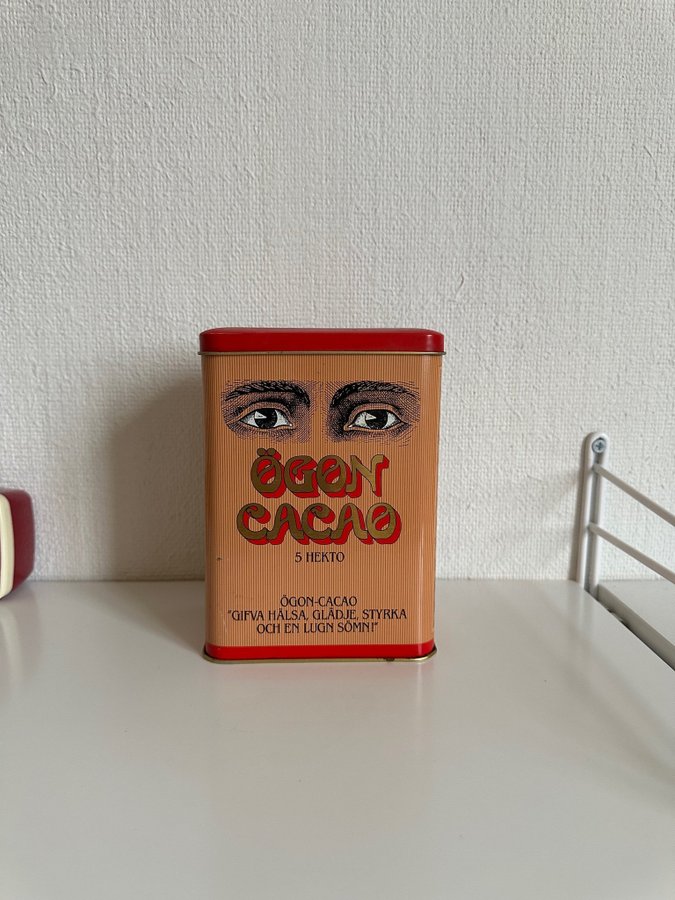 ÖGON
CACAO
5 HEKTO
ÖGON-CACAO
"GIFVA HÄLSA, GLÄDJE, STYRKA
OCH EN LUGN SÖMN!"